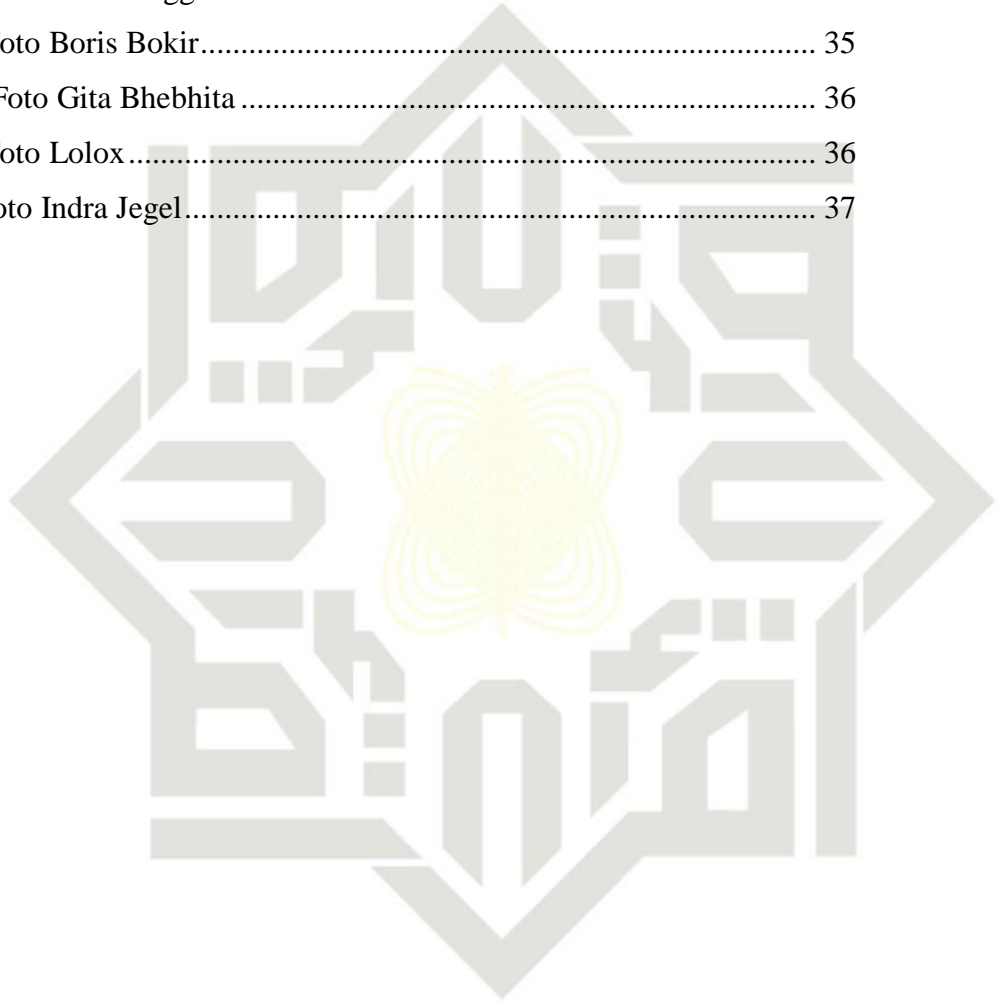 oto Boris Bokir.............................................................................. 35
Foto Gita Bhebhita ......................................................................... 36
oto Lolox........................................................................................ 36
oto Indra Jegel................................................................................ 37